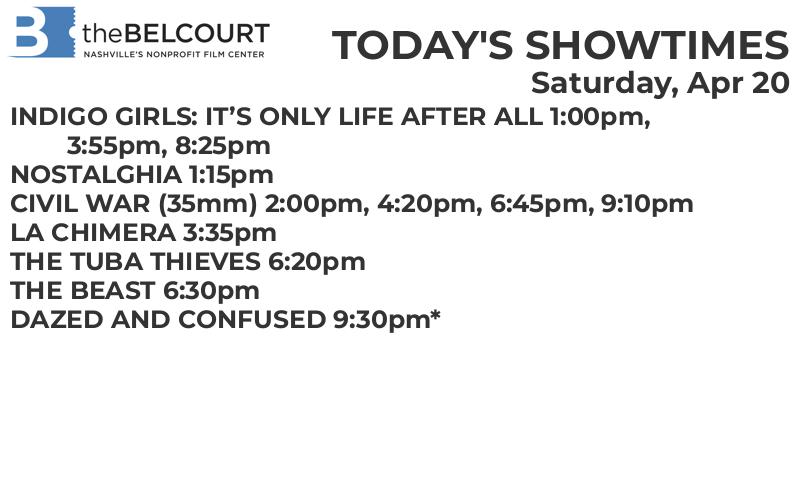 B theBELCOURT
NASHVILLE'S NONPROFIT FILM CENTER
TODAY'S SHOWTIMES
Saturday, Apr 20
INDIGO GIRLS: IT’S ONLY LIFE AFTER ALL 1:00pm,
3:55pm, 8:25pm
NOSTALGHIA 1:15pm
CIVIL WAR (35mm) 2:00pm, 4:20pm, 6:45pm, 9:10pm
LA CHIMERA 3:35pm
THE TUBA THIEVES 6:20pm
THE BEAST 6:30pm
DAZED AND CONFUSED 9:30pm*